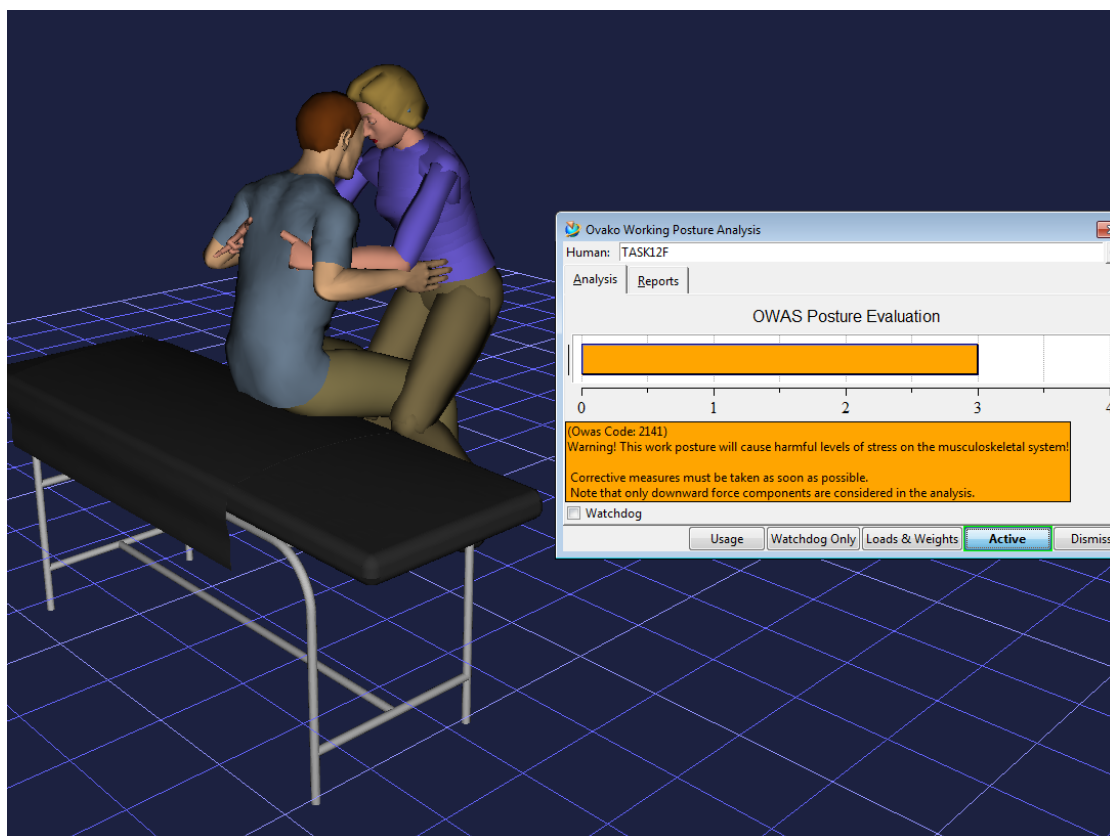 Ovako Working Posture Analysis
Human: TASK12F
Analysis Reports
OWAS Posture Evaluation
0 1 2 3 4
(Owas Code: 2141)
Warning! This work posture will cause harmful levels of stress on the musculoskeletal system!
Corrective measures must be taken as soon as possible.
Note that only downward force components are considered in the analysis.
Watchdog
Usage Watchdog Only Loads & Weights Active Dismiss